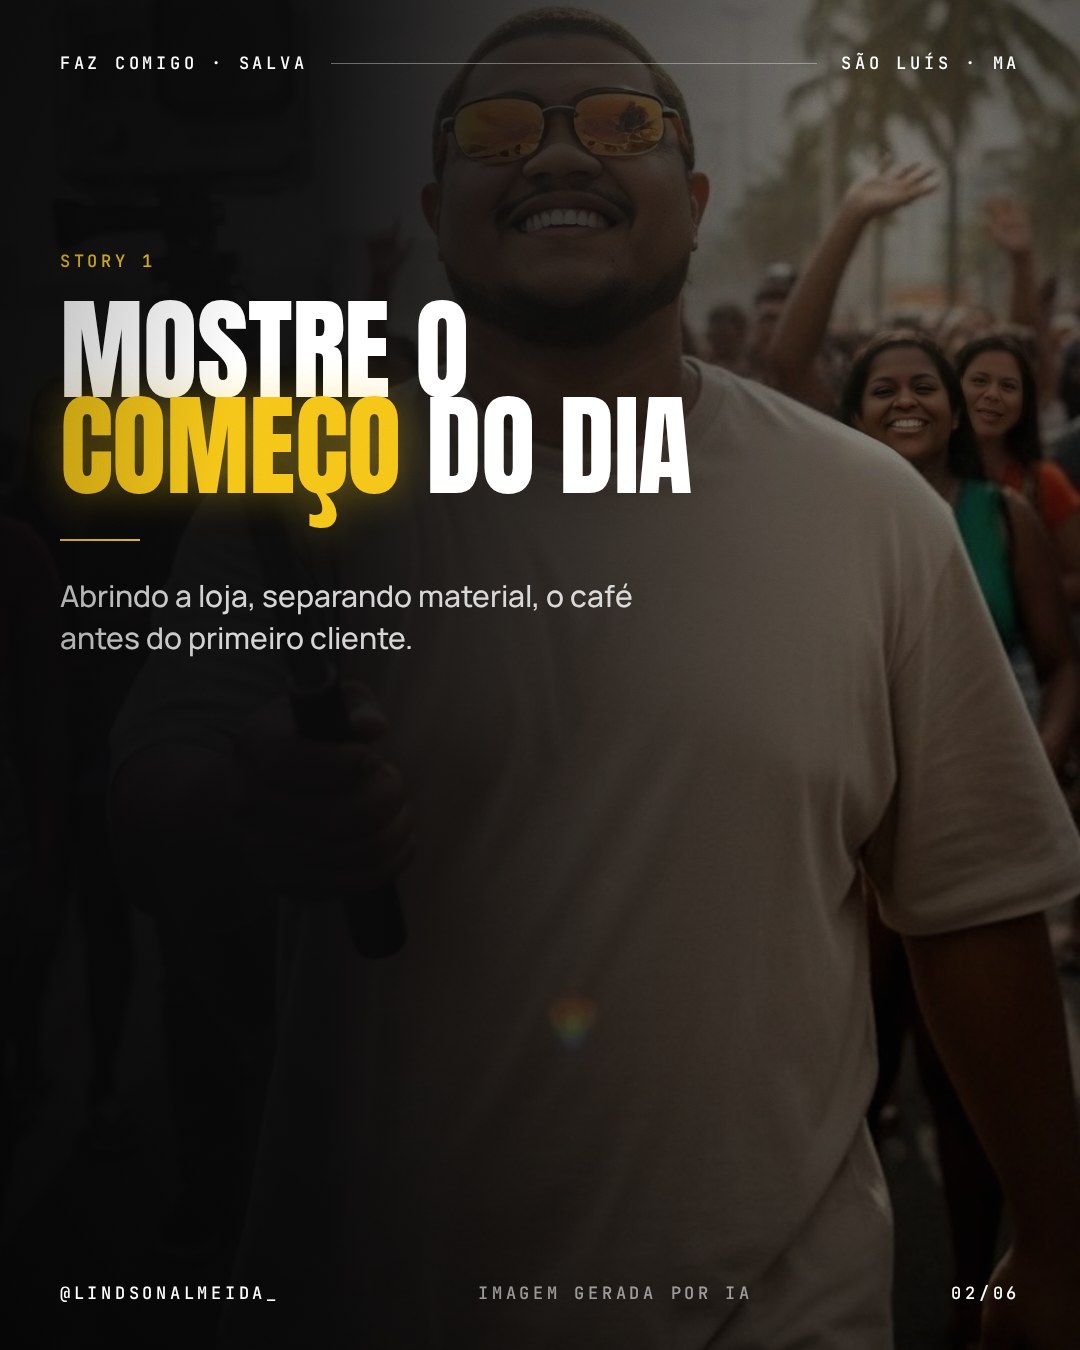 FAZ COMIGO · SALVA
SÃO LUÍS · MA
STORY 1
MOSTRE O
COMEÇO DO DIA
Abrindo a loja, separando material, o café
antes do primeiro cliente.
@LINDSONALMEIDA_
IMAGEM GERADA POR IA
02/06